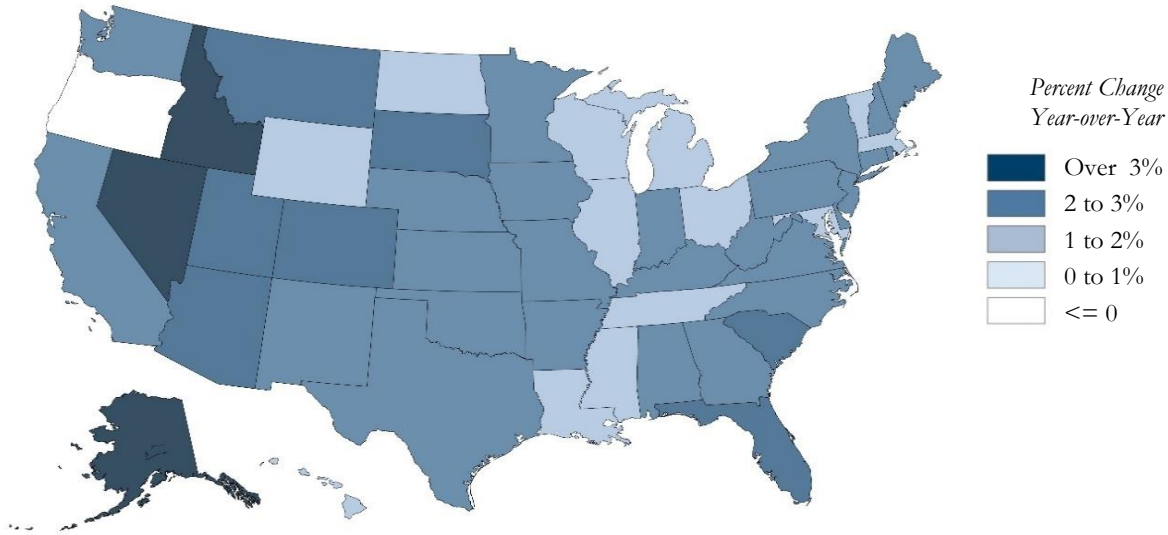 Percent Change
Year-over-Year
Over 3%
2 to 3%
1 to 2%
0 to 1%
<= 0